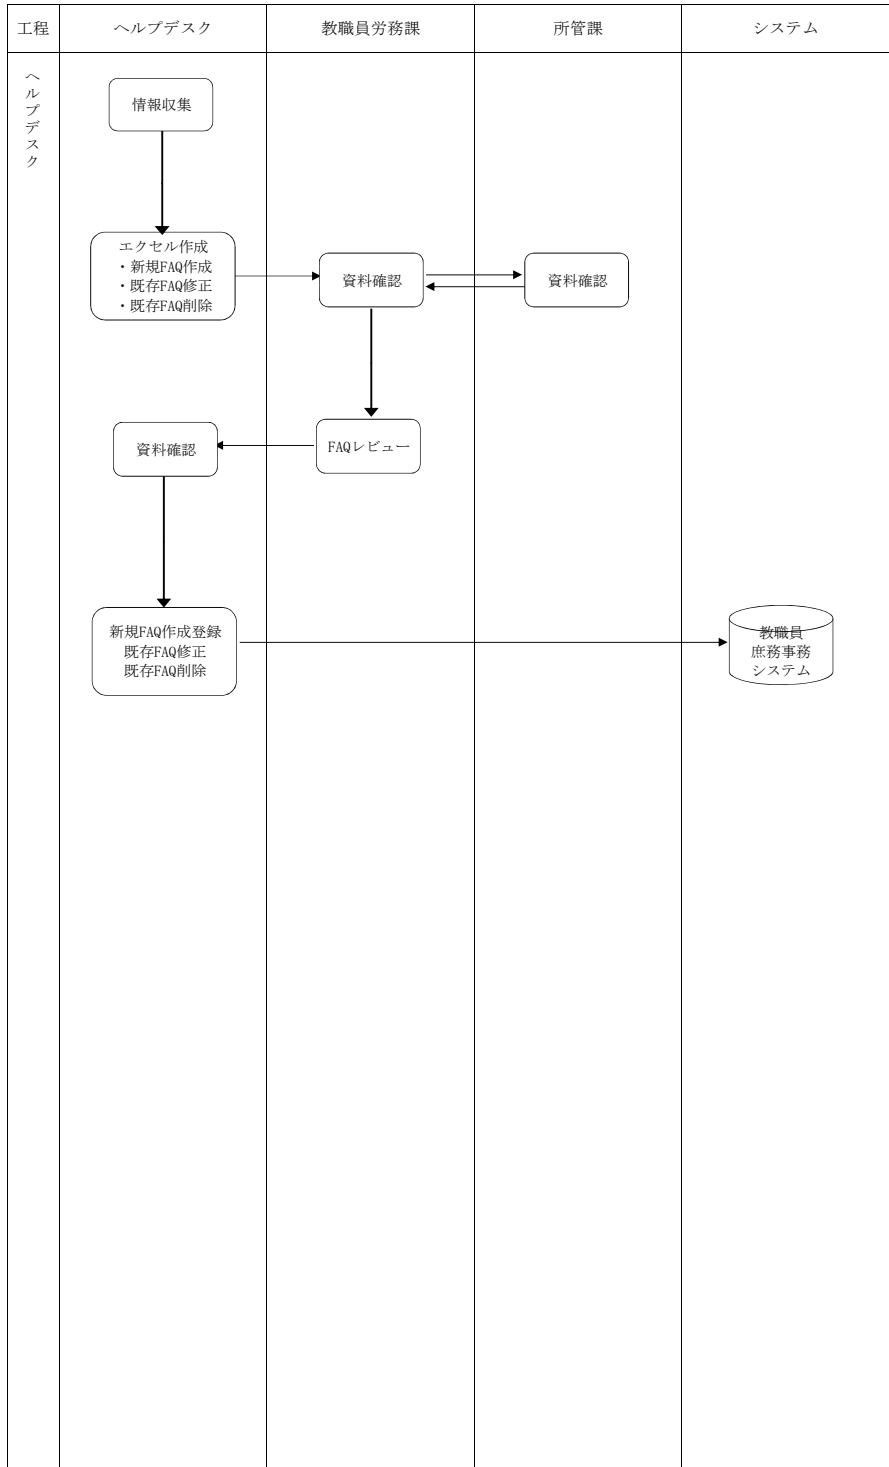 工程
ヘルプデスク
教職員労務課
所管課
システム
ヘルプデスク
情報収集
エクセル作成
・新規FAQ作成
・既存FAQ修正
・既存FAQ削除
資料確認
資料確認
資料確認
FAQレビュー
新規FAQ作成登録
既存FAQ修正
既存FAQ削除
教職員
庶務事務
システム